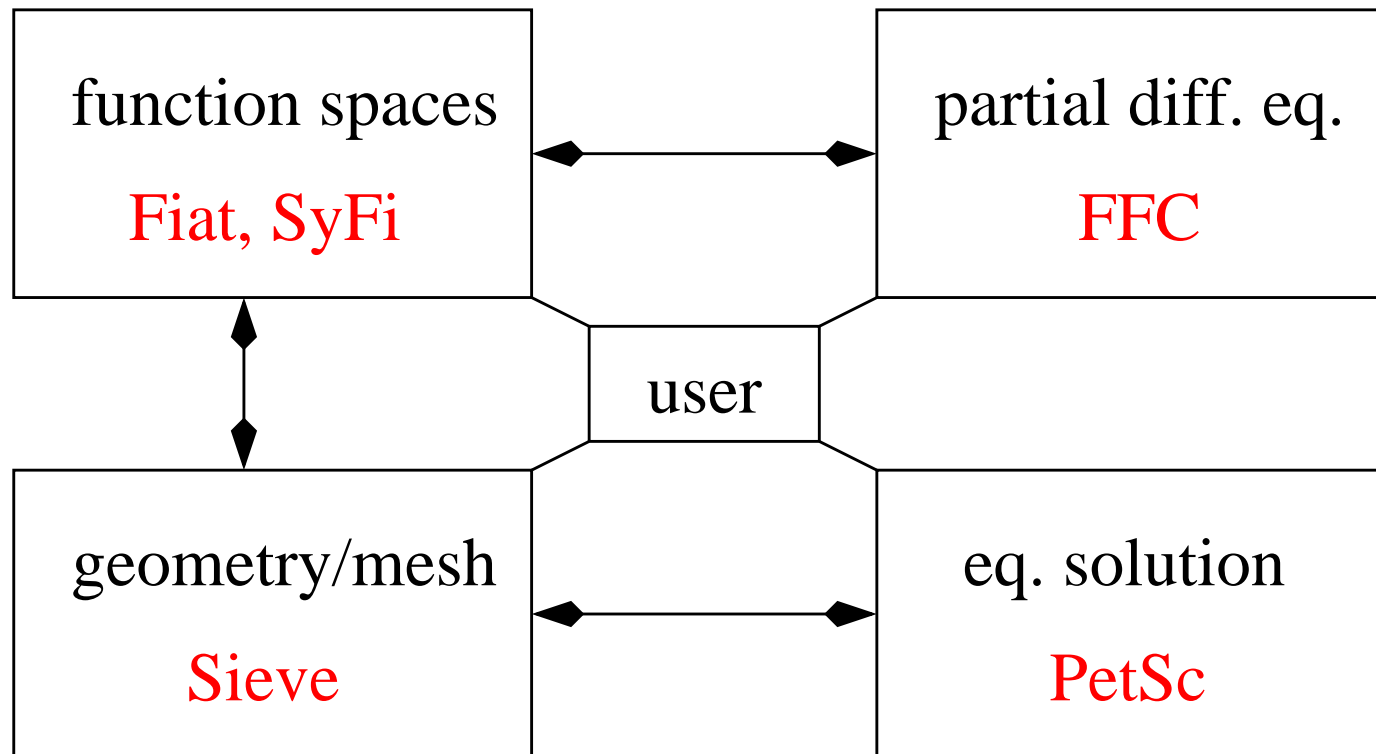 function spaces
Fiat, SyFi
partial diff. eq.
FFC
user
geometry/mesh
Sieve
eq. solution
PetSc